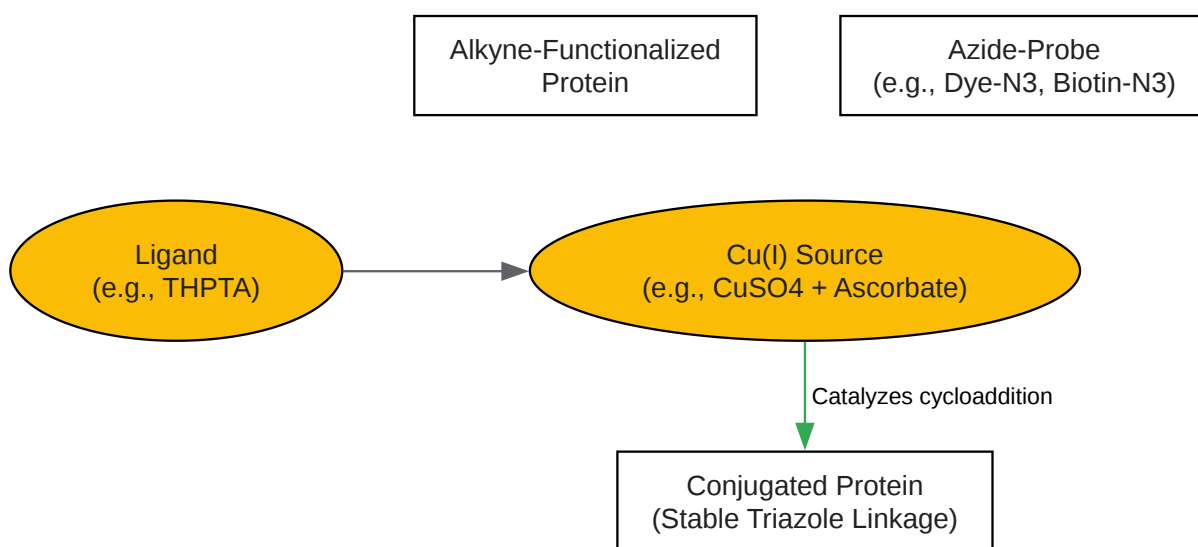 Alkyne-Functionalized
Protein
Azide-Probe
(e.g., Dye-N3, Biotin-N3)
Ligand
(e.g., THPTA)
Cu(I) Source
(e.g., CuSO4 + Ascorbate)
Catalyzes cycloaddition
Conjugated Protein
(Stable Triazole Linkage)